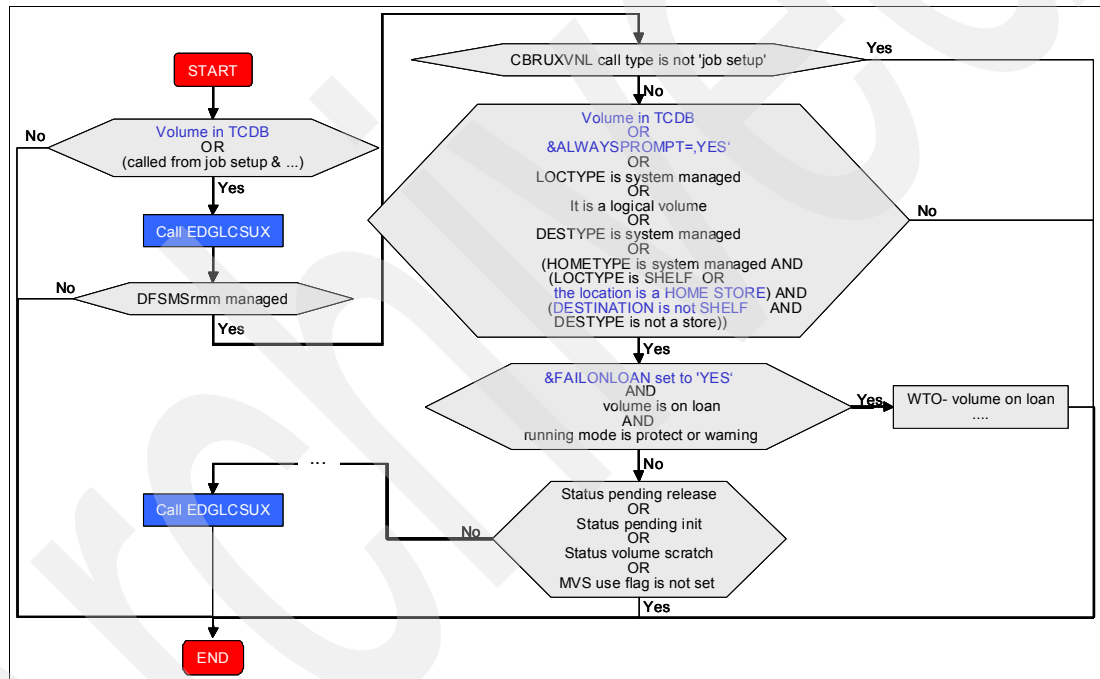 START
No
Volume in TCDB
OR
(called from job setup & ...)
Yes
Call EDGLCSUX
No
DFSMSrmm managed
Yes
CBRUXVNL call type is not 'job setup'
Yes
No
Volume in TCDB
OR
&ALWAYSPROMPT=‚YES‘
OR
LOCTYPE is system managed
OR
It is a logical volume
OR
DESTYPE is system managed
OR
(HOMETYPE is system managed AND
(LOCTYPE is SHELF OR
the location is a HOME STORE) AND
(DESTINATION is not SHELF AND
DESTYPE is not a store))
No
Yes
&FAILONLOAN set to 'YES‘
AND
volume is on loan
AND
running mode is protect or warning
Yes
WTO- volume on loan
....
No
...
Call EDGLCSUX
No
Status pending release
OR
Status pending init
OR
Status volume scratch
OR
MVS use flag is not set
Yes
END